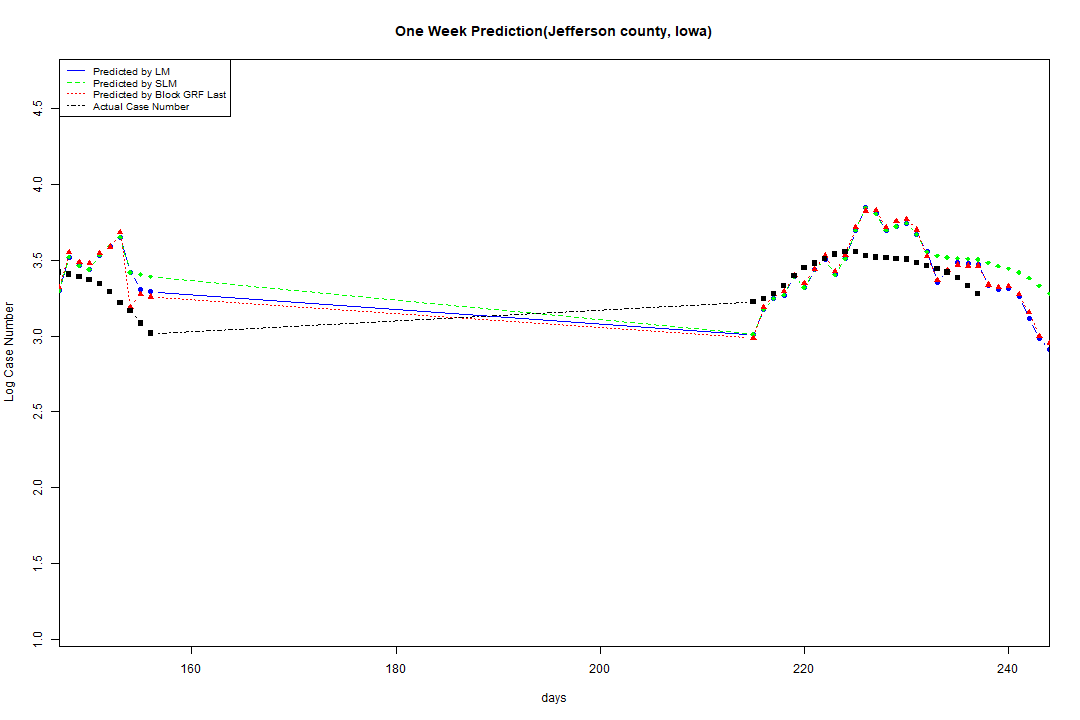 One Week Prediction(Jefferson county, Iowa)
Predicted by LM
Predicted by SLM
Predicted by Block GRF Last
Actual Case Number
4.5
4.0
3.5
3.0
2.5
2.0
1.5
1.0
Log Case Number
160 180 200 220 240
days